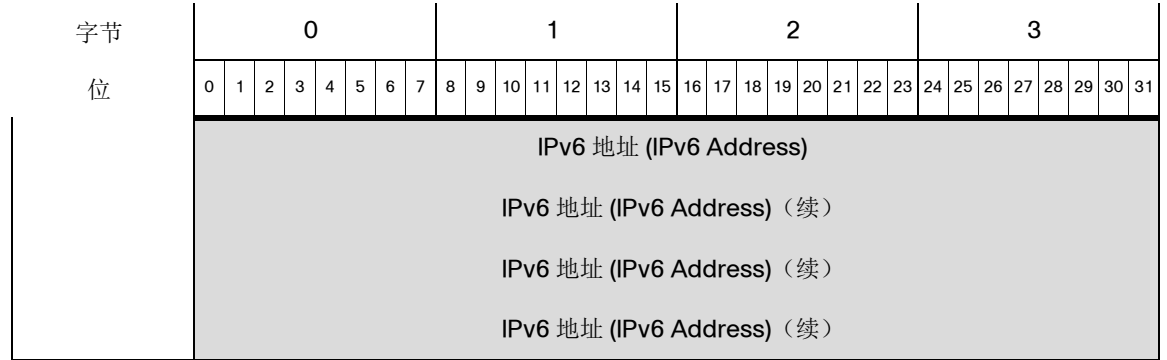 字节 0 1 2 3
位 0 1 2 3 4 5 6 7 8 9 10 11 12 13 14 15 16 17 18 19 20 21 22 23 24 25 26 27 28 29 30 31
IPv6 地址 (IPv6 Address)
IPv6 地址 (IPv6 Address)（续）
IPv6 地址 (IPv6 Address)（续）
IPv6 地址 (IPv6 Address)（续）